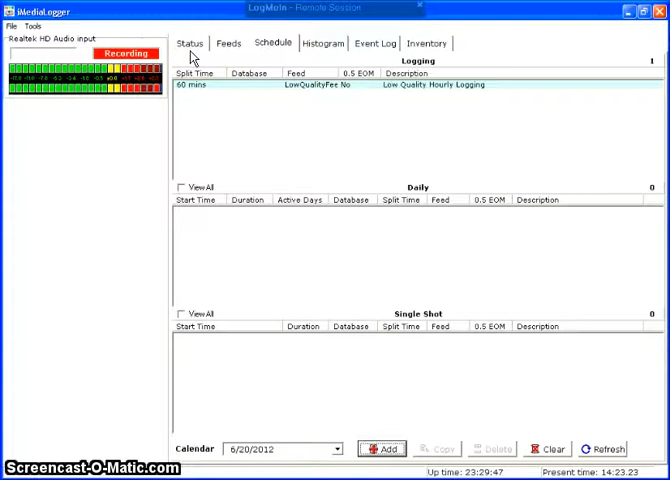 LogMeIn - Remote Session
iMediaLogger
File Tools
Realtek HD Audio input
Recording
Status Feeds Schedule Histogram Event Log Inventory
Logging 1
Split Time Database Feed 0.5 EOM Description
60 mins LowQualityFee No Low Quality Hourly Logging
View All Daily 0
Start Time Duration Active Days Database Split Time Feed 0.5 EOM Description
View All Single Shot 0
Start Time Duration Database Split Time Feed 0.5 EOM Description
Calendar 6/20/2012 Add Copy Delete Clear Refresh
Screencast-O-Matic.com
Up time: 23:29:47 Present time: 14:23.23